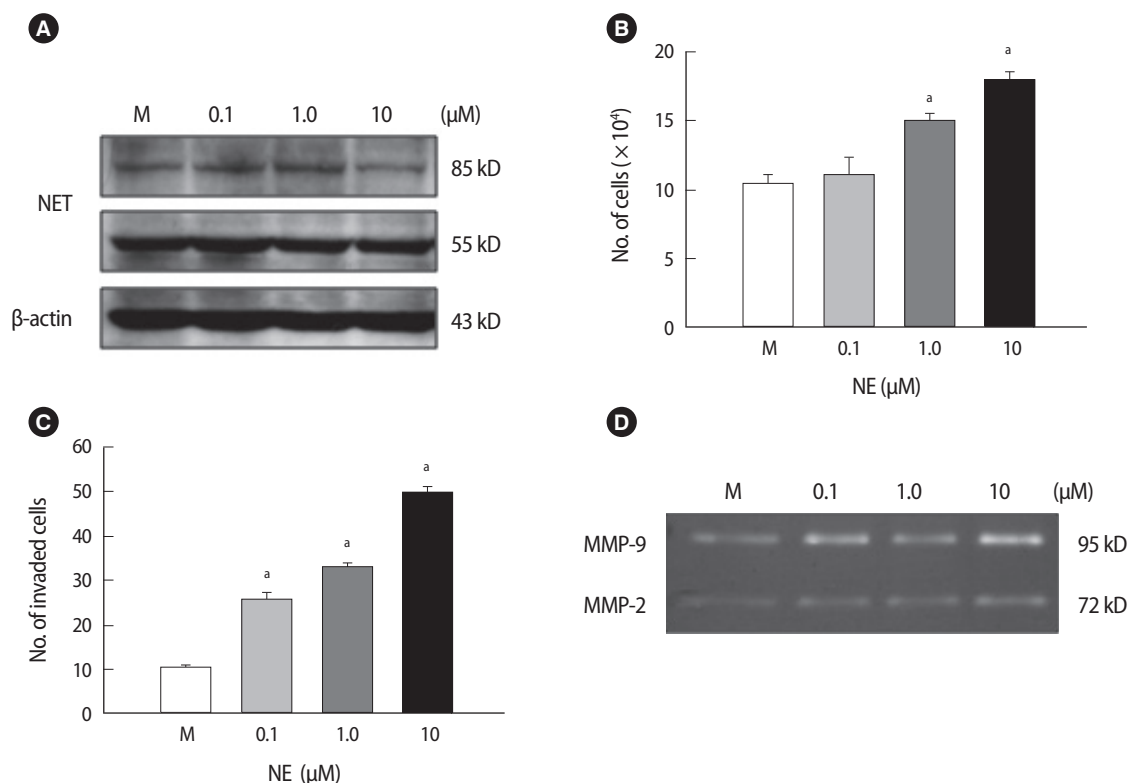 A
M 0.1 1.0 10 (μM)
NET
85 kD
55 kD
β-actin 43 kD
B
No. of cells (×10⁴)
20
15
10
5
0
a
a
M 0.1 1.0 10
NE (μM)
C
No. of invaded cells
60
50
40
30
20
10
0
a
a
a
M 0.1 1.0 10
NE (μM)
D
M 0.1 1.0 10 (μM)
MMP-9 95 kD
MMP-2 72 kD